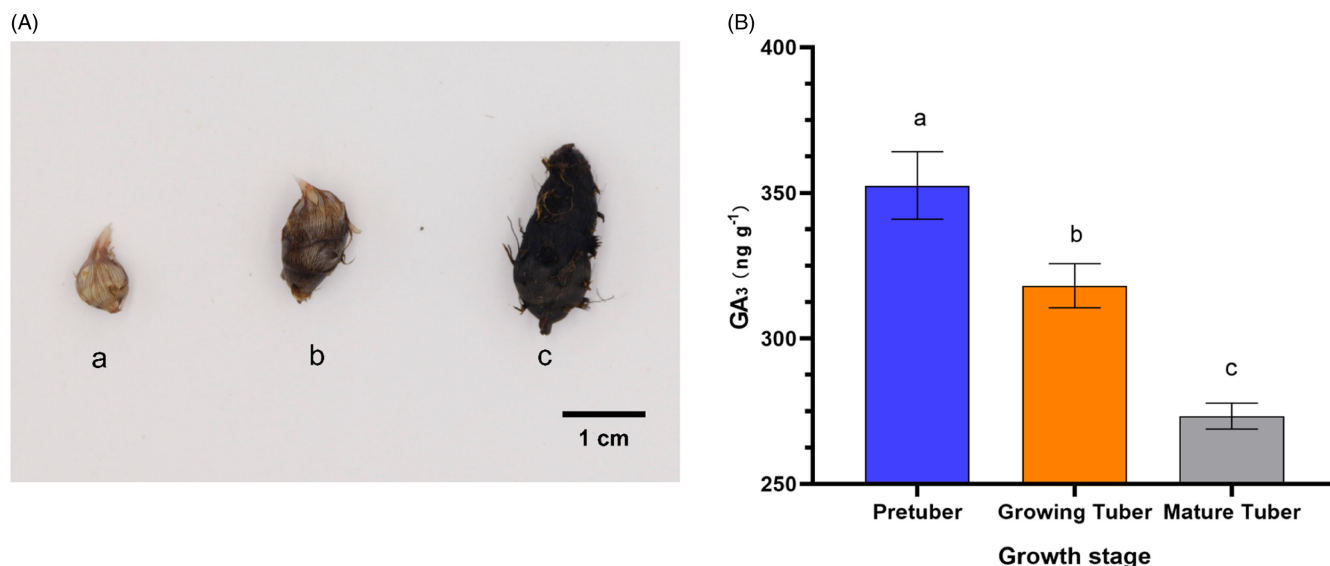 (A)
a
b
c
1 cm
(B)
GA₃ ( ng g⁻¹)
400
350
300
250
a
b
c
Pretuber
Growing Tuber
Mature Tuber
Growth stage